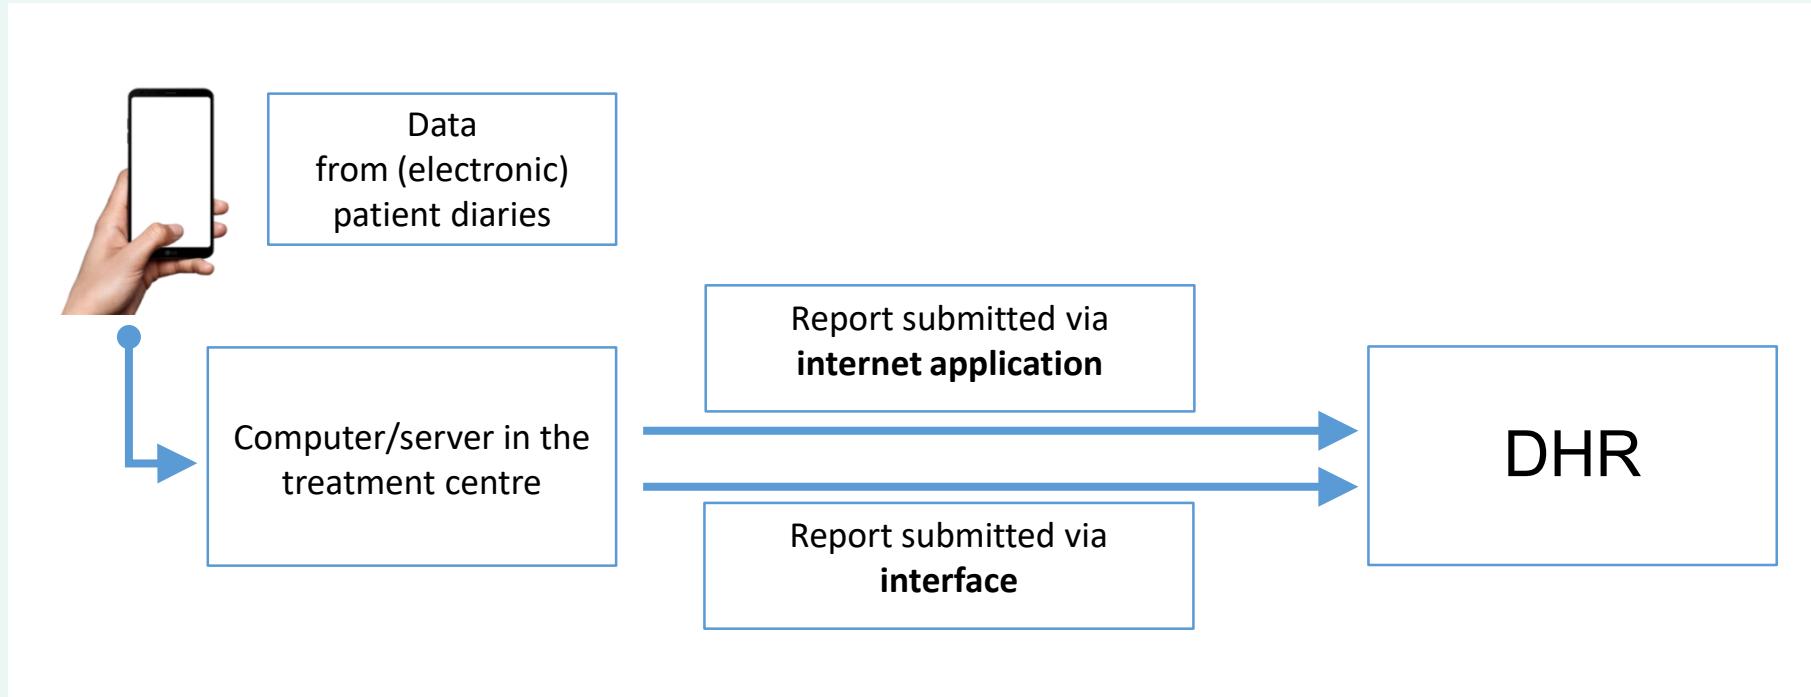 Data
from (electronic)
patient diaries
Report submitted via
internet application
Computer/server in the
treatment centre
DHR
Report submitted via
interface